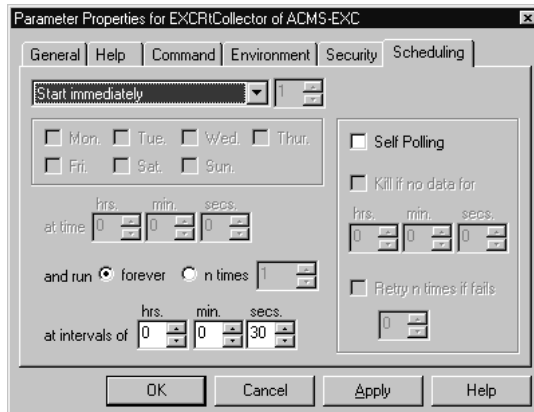 Parameter Properties for EXCRtCollector of ACMS-EXC
General Help Command Environment Security Scheduling
Start immediately 1
Mon. Tue. Wed. Thur.
Fri. Sat. Sun.
hrs. min. secs.
at time 0 0 0
and run forever n times 1
hrs. min. secs.
at intervals of 0 0 30
Self Polling
Kill if no data for
hrs. min. secs.
0 0 0
Retry n times if fails
0
OK Cancel Apply Help